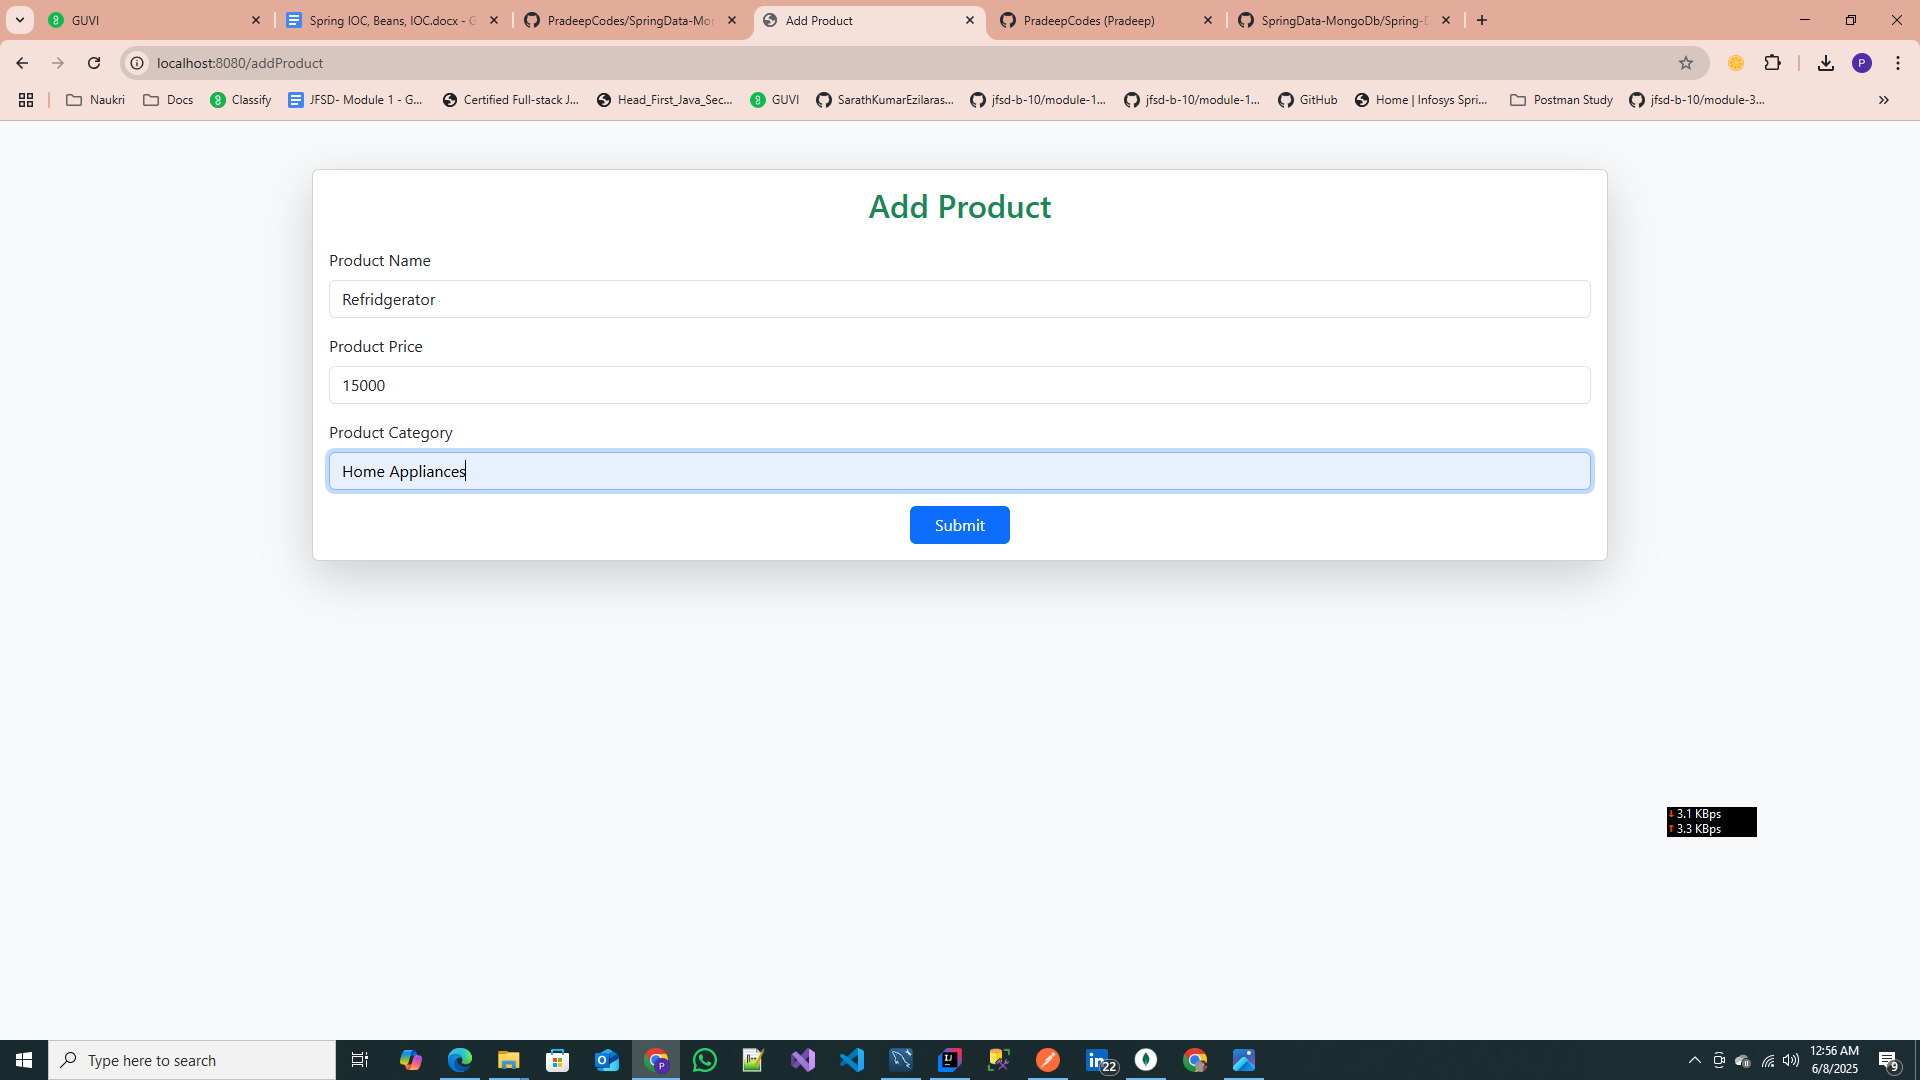 GUVI
Spring IOC, Beans, IOC.docx - G
PradeepCodes/SpringData-Mon
Add Product
PradeepCodes (Pradeep)
SpringData-MongoDb/Spring-D
localhost:8080/addProduct
P
Naukri
Docs
Classify
JFSD- Module 1 - G...
Certified Full-stack J...
Head_First_Java_Sec...
GUVI
SarathKumarEzilaras...
jfsd-b-10/module-1...
jfsd-b-10/module-1...
GitHub
Home | Infosys Spri...
Postman Study
jfsd-b-10/module-3...
Add Product
Product Name
Refridgerator
Product Price
15000
Product Category
Home Appliances
Submit
3.1 KBps
3.3 KBps
Type here to search
22
12:56 AM
6/8/2025
9